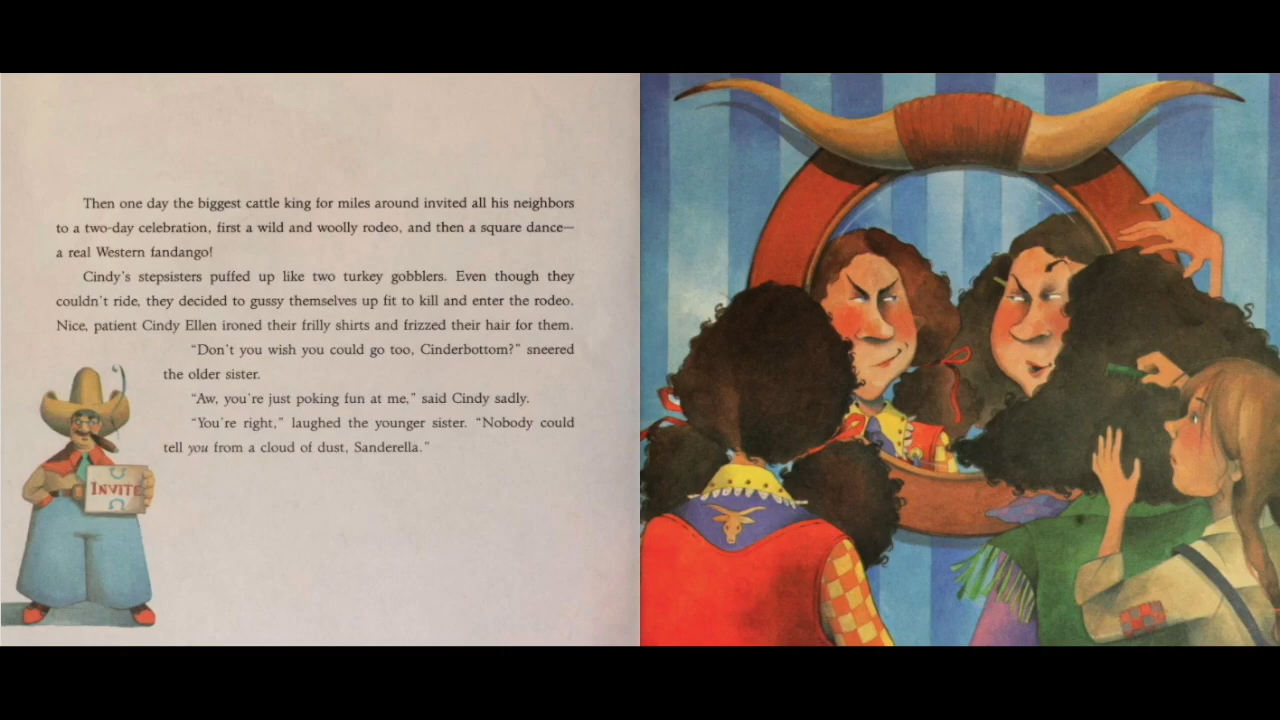 Then one day the biggest cattle king for miles around invited all his neighbors
to a two-day celebration, first a wild and woolly rodeo, and then a square dance—
a real Western fandango!
Cindy's stepsisters puffed up like two turkey gobblers. Even though they
couldn't ride, they decided to gussy themselves up fit to kill and enter the rodeo.
Nice, patient Cindy Ellen ironed their frilly shirts and frizzed their hair for them.
"Don't you wish you could go too, Cinderbottom?" sneered
the older sister.
"Aw, you're just poking fun at me," said Cindy sadly.
"You're right," laughed the younger sister. "Nobody could
tell you from a cloud of dust, Sanderella."
INVITE